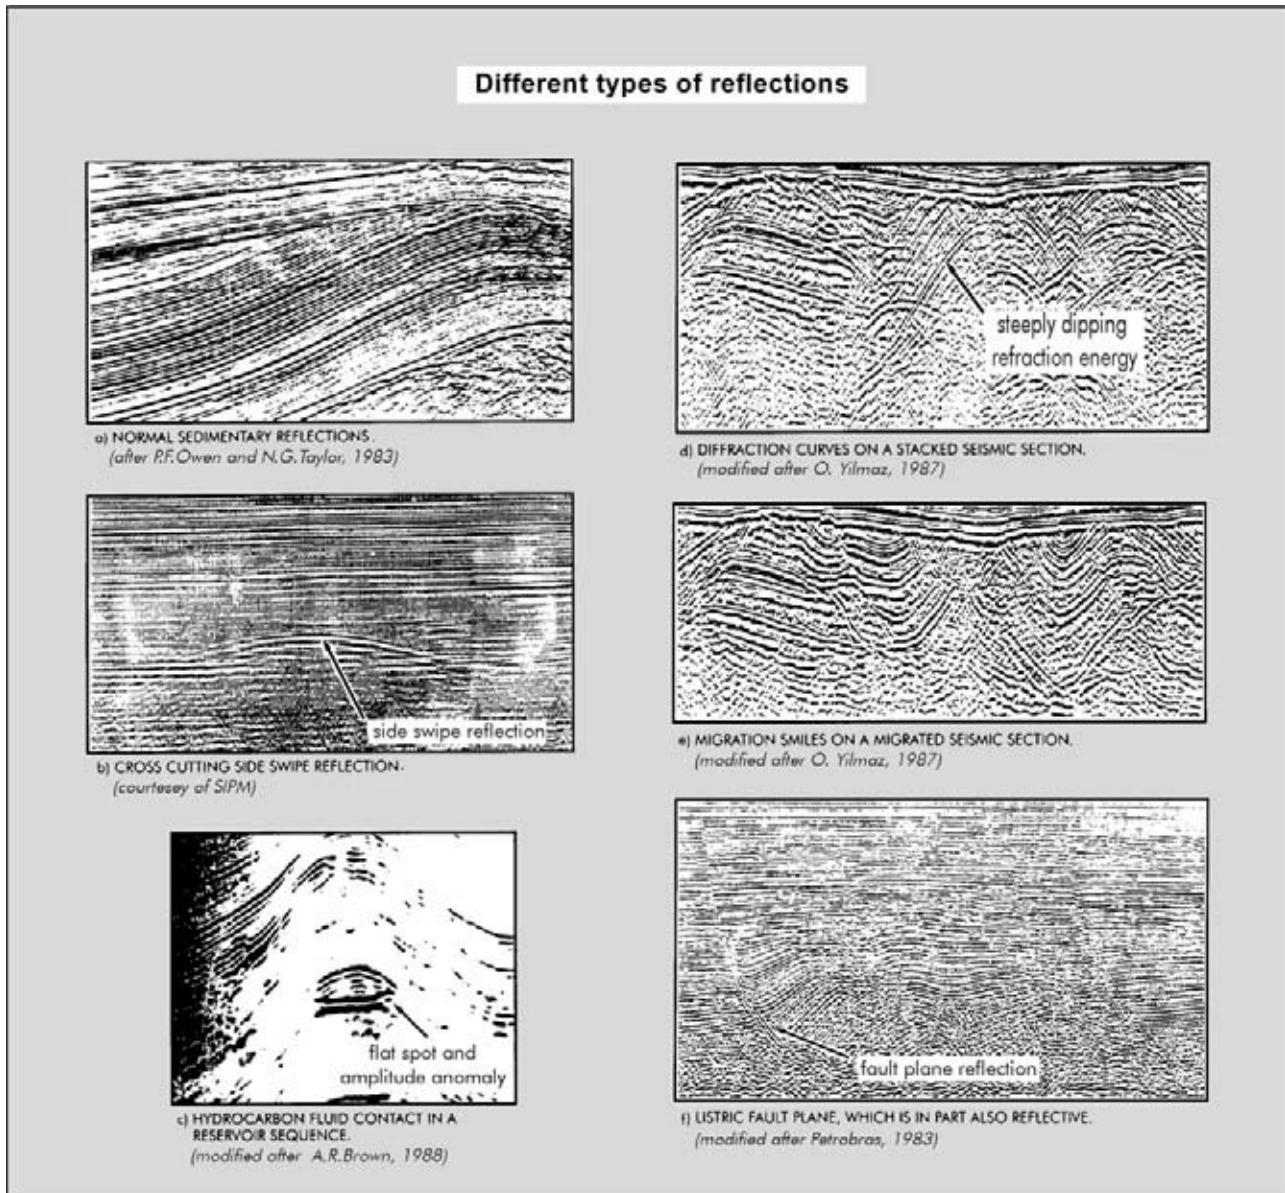 Different types of reflections
a) NORMAL SEDIMENTARY REFLECTIONS.
(after P.F.Owen and N.G.Taylor, 1983)
side swipe reflection
b) CROSS CUTTING SIDE SWIPE REFLECTION.
(courtesey of SIPM)
flat spot and
amplitude anomaly
c) HYDROCARBON FLUID CONTACT IN A
RESERVOIR SEQUENCE.
(modified after A.R.Brown, 1988)
steeply dipping
refraction energy
d) DIFFRACTION CURVES ON A STACKED SEISMIC SECTION.
(modified after O. Yilmaz, 1987)
e) MIGRATION SMILES ON A MIGRATED SEISMIC SECTION.
(modified after O. Yilmaz, 1987)
fault plane reflection
f) LISTRIC FAULT PLANE, WHICH IS IN PART ALSO REFLECTIVE.
(modified after Petrobras, 1983)